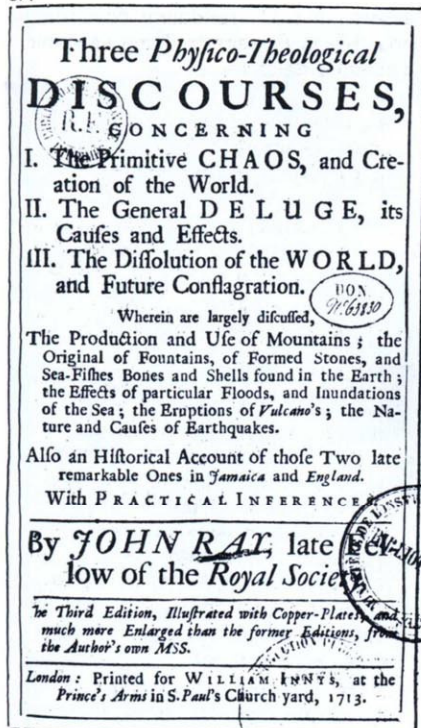 Three Phyſico-Theological
DISCOURSES,
CONCERNING
I. The Primitive CHAOS, and Cre-
ation of the World.
II. The General DELUGE, its
Cauſes and Effects.
III. The Diſſolution of the WORLD,
and Future Conflagration.
Wherein are largely diſcuſſed,
The Production and Uſe of Mountains; the
Original of Fountains, of Formed Stones, and
Sea-Fiſhes Bones and Shells found in the Earth;
the Effects of particular Floods, and Inundations
of the Sea; the Eruptions of Vulcano's; the Na-
ture and Cauſes of Earthquakes.
Alſo an Hiſtorical Account of thoſe Two late
remarkable Ones in Jamaica and England.
With PRACTICAL INFERENCES.
By JOHN RAY, late Fel-
low of the Royal Society
The Third Edition, Illuſtrated with Copper-Plates, and
much more Enlarged than the former Editions, from
the Author's own MSS.
London: Printed for WILLIAM INNYS, at the
Prince's Arms in S. Paul's Church yard, 1713.
R.F.
DON
No 63830